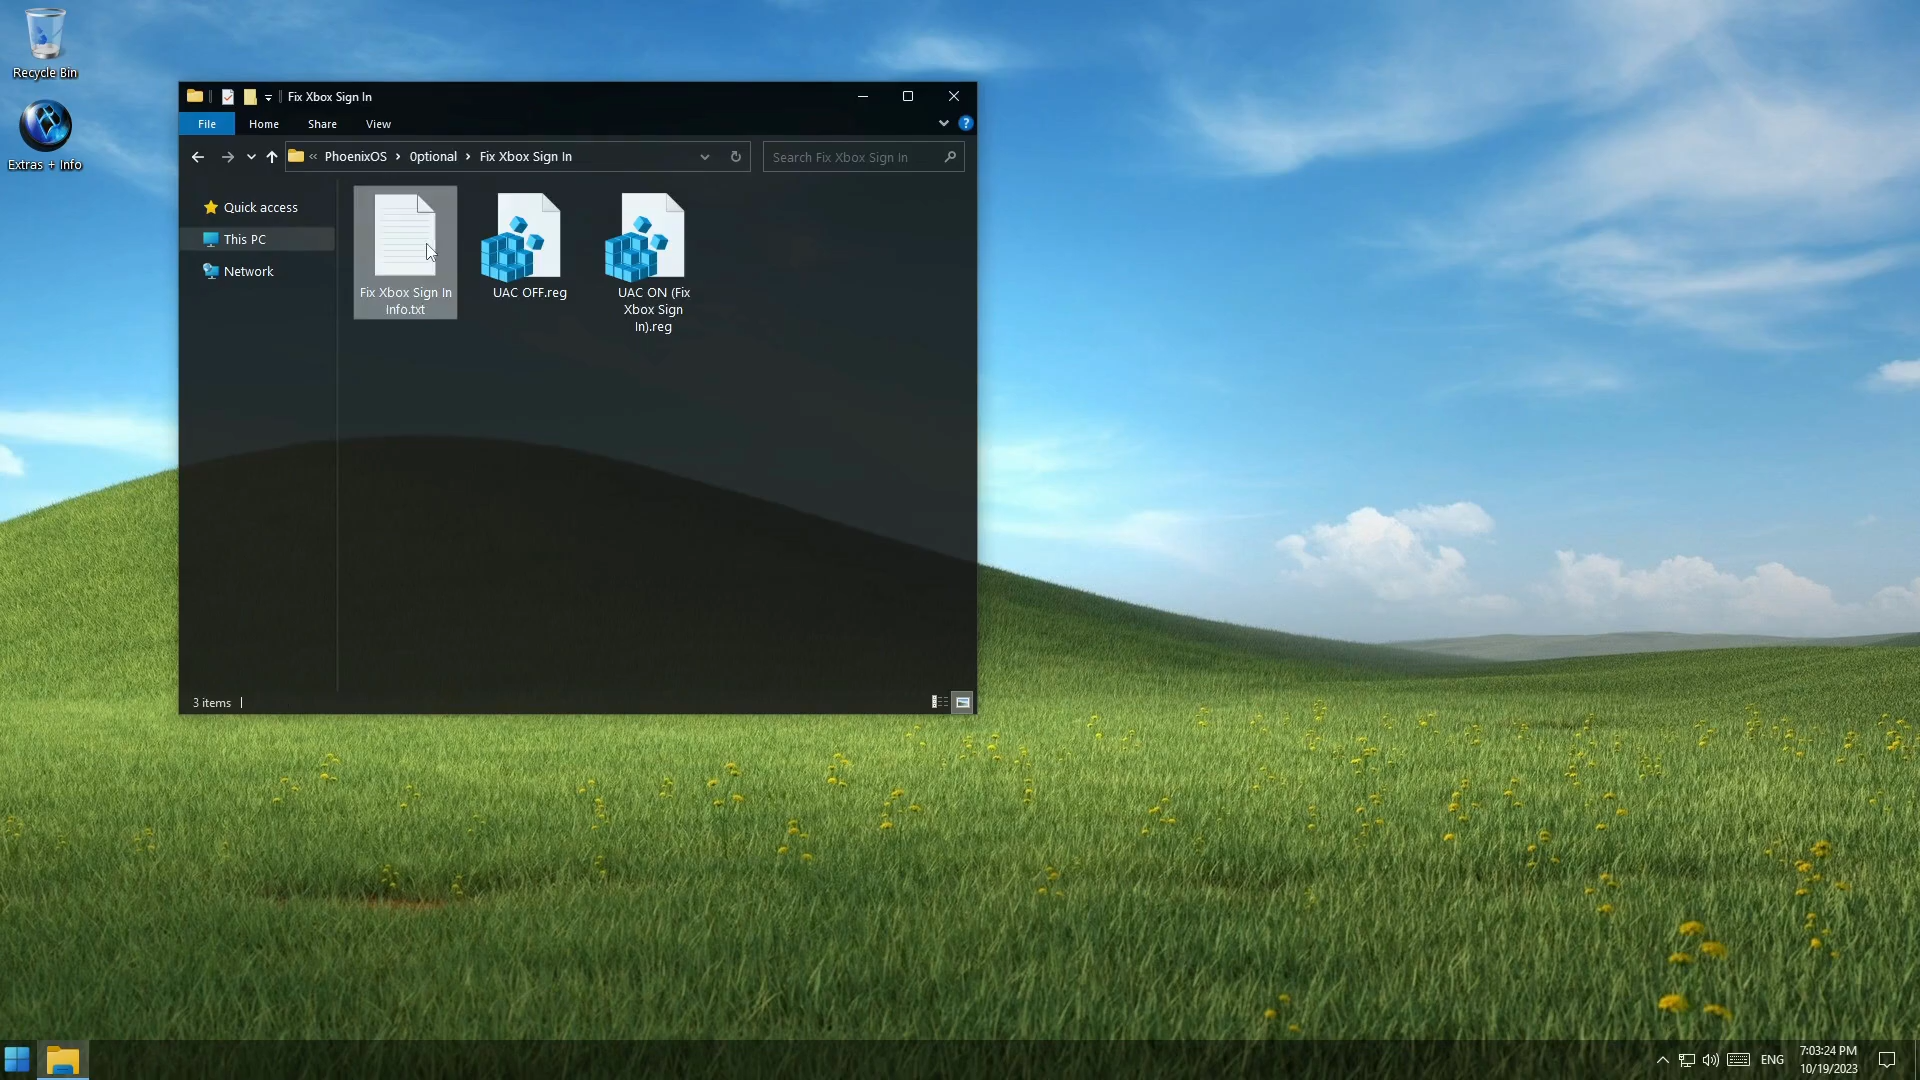 Recycle Bin
Extras + Info
Fix Xbox Sign In
File
Home
Share
View
PhoenixOS
0ptional
Fix Xbox Sign In
Search Fix Xbox Sign In
Quick access
This PC
Network
Fix Xbox Sign In
Info.txt
UAC OFF.reg
UAC ON (Fix
Xbox Sign
In).reg
3 items
ENG
7:03:24 PM
10/19/2023